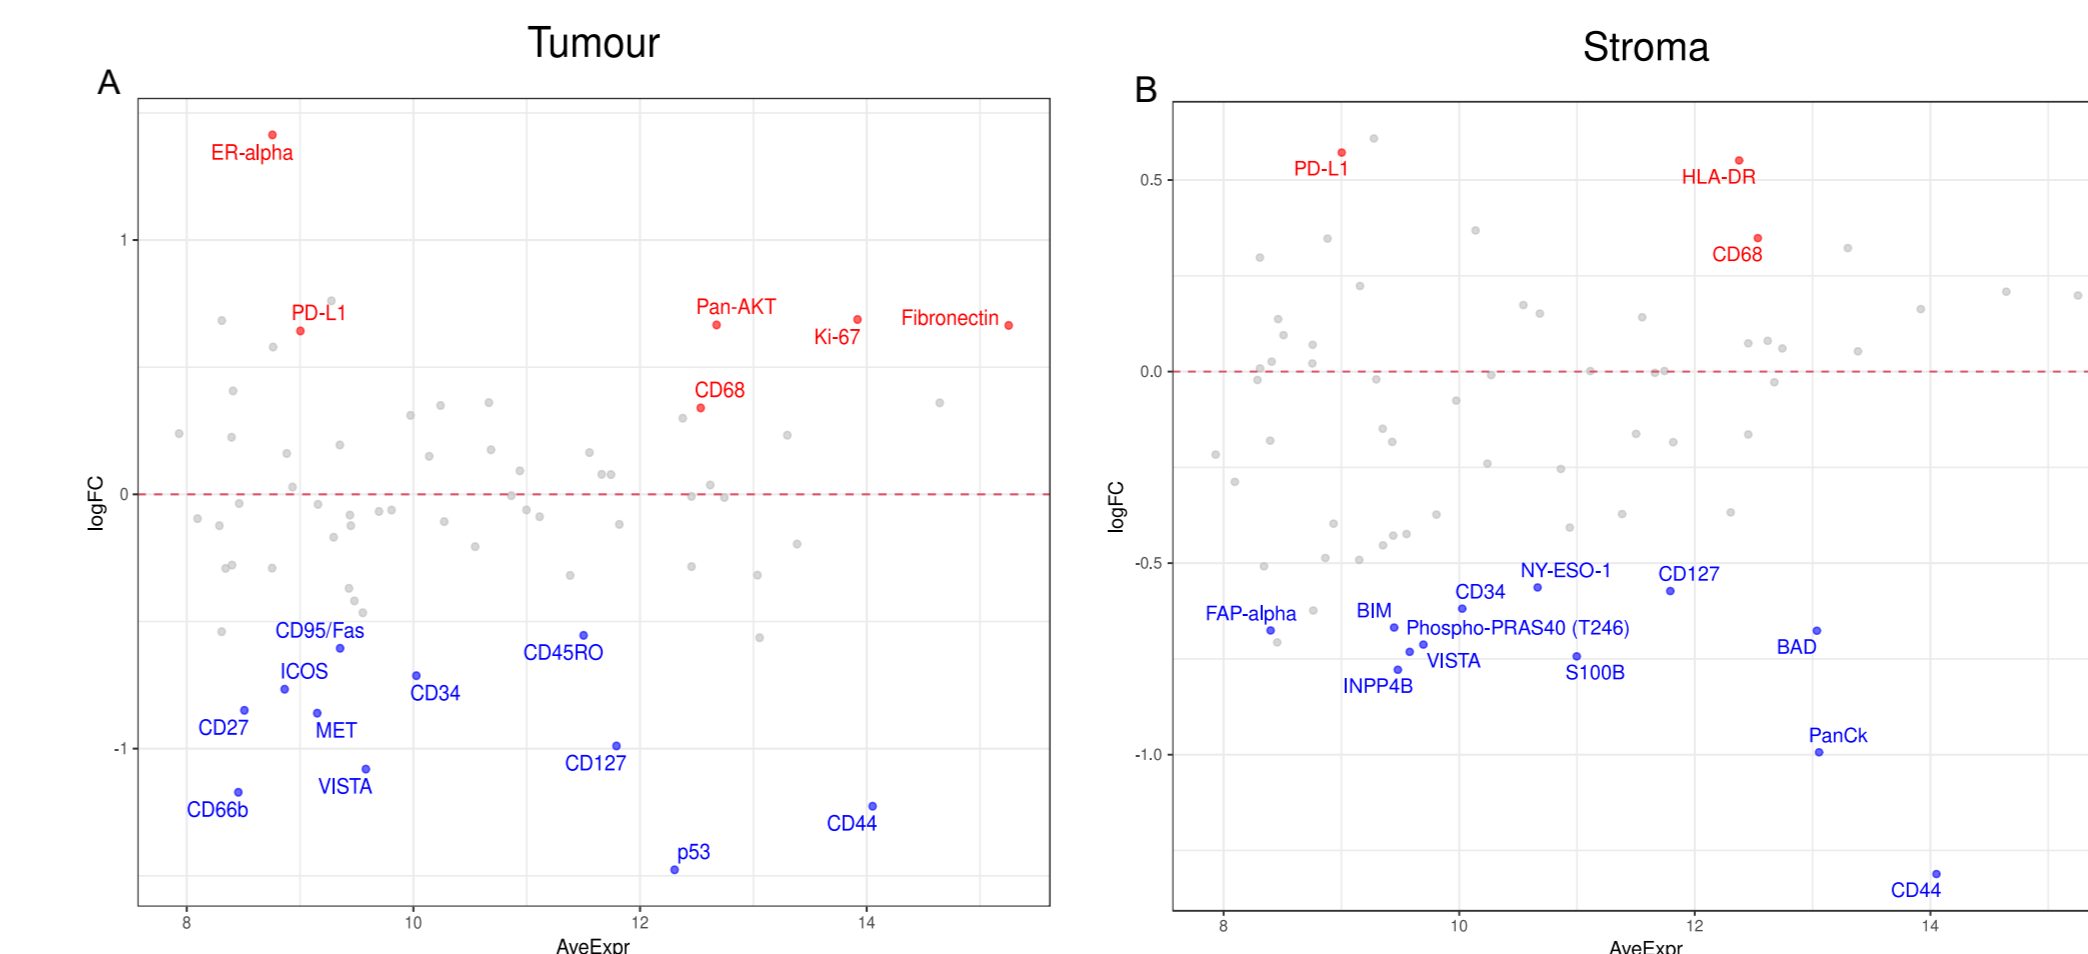 Tumour
A
ER-alpha
1
PD-L1
Pan-AKT
Ki-67
Fibronectin
CD68
0
logFC
CD95/Fas
ICOS
CD45RO
CD34
CD27
MET
-1
CD127
VISTA
CD66b
CD44
p53
8
10
12
14
AveExpr
Stroma
B
PD-L1
HLA-DR
0.5
CD68
0.0
logFC
-0.5
NY-ESO-1
CD127
CD34
FAP-alpha
BIM
Phospho-PRAS40 (T246)
BAD
VISTA
S100B
INPP4B
PanCk
-1.0
CD44
8
10
12
14
AveExpr